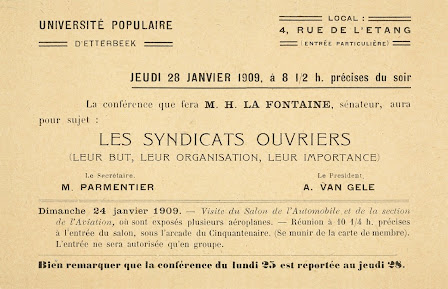 UNIVERSITÉ POPULAIRE
D'ETTERBEEK
LOCAL :
4, RUE DE L'ETANG
(ENTRÉE PARTICULIÈRE)
JEUDI 28 JANVIER 1909, à 8 1/2 h. précises du soir
La conférence que fera M. H. LA FONTAINE, sénateur, aura
pour sujet :
LES SYNDICATS OUVRIERS
(LEUR BUT, LEUR ORGANISATION, LEUR IMPORTANCE)
Le Secrétaire,
M. PARMENTIER
Le President,
A. VAN GELE
Dimanche 24 janvier 1909. — Visite du Salon de l'Automobile et de la section
de l'Aviation, où sont exposés plusieurs aéroplanes. — Réunion à 10 1/4 h. précises
à l'entrée du salon, sous l'arcade du Cinquantenaire. (Se munir de la carte de membre).
L'entrée ne sera autorisée qu'en groupe.
Bien remarquer que la conférence du lundi 25 est reportée au jeudi 28.